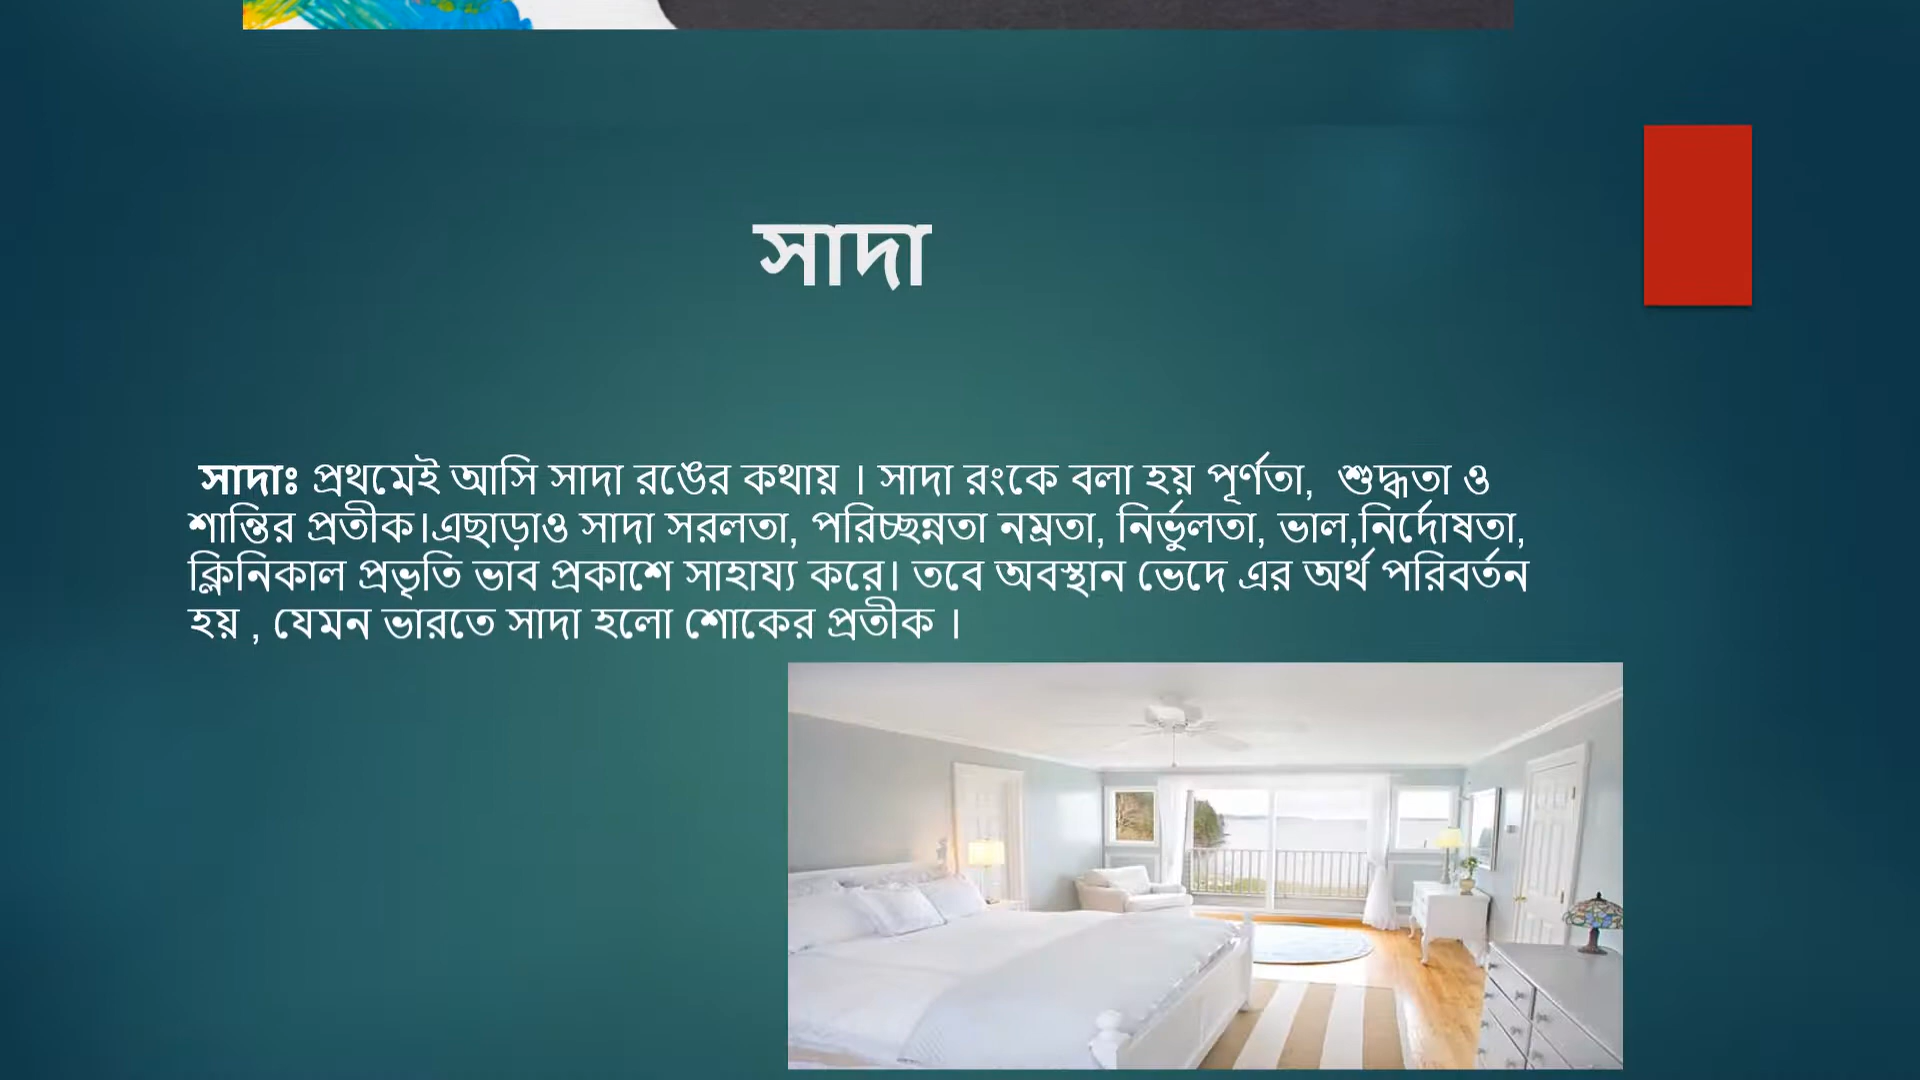 সাদা
সাদাঃ প্রথমেই আসি সাদা রঙের কথায় । সাদা রংকে বলা হয় পূর্ণতা, শুদ্ধতা ও
শান্তির প্রতীক।এছাড়াও সাদা সরলতা, পরিচ্ছন্নতা নম্রতা, নির্ভুলতা, ভাল,নির্দোষতা,
ক্লিনিকাল প্রভৃতি ভাব প্রকাশে সাহায্য করে। তবে অবস্থান ভেদে এর অর্থ পরিবর্তন
হয় , যেমন ভারতে সাদা হলো শোকের প্রতীক ।